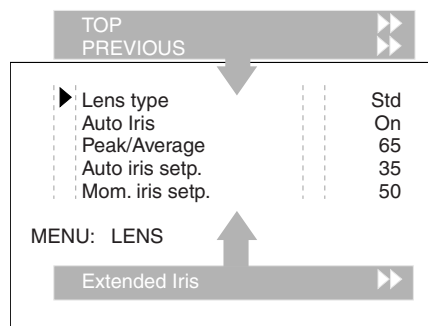 TOP
PREVIOUS
Lens type Std
Auto Iris On
Peak/Average 65
Auto iris setp. 35
Mom. iris setp. 50
MENU: LENS
Extended Iris